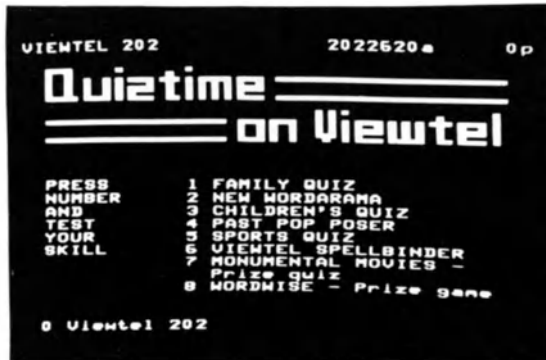 VIEWTEL 202 2022620a 0p
Quiztime
on Viewtel
PRESS 1 FAMILY QUIZ
NUMBER 2 NEW WORDARAMA
AND 3 CHILDREN'S QUIZ
TEST 4 PAST POP POSER
YOUR 5 SPORTS QUIZ
SKILL 6 VIEWTEL SPELLBINDER
7 MONUMENTAL MOVIES -
Prize quiz
8 WORDWISE - Prize game
0 Viewtel 202